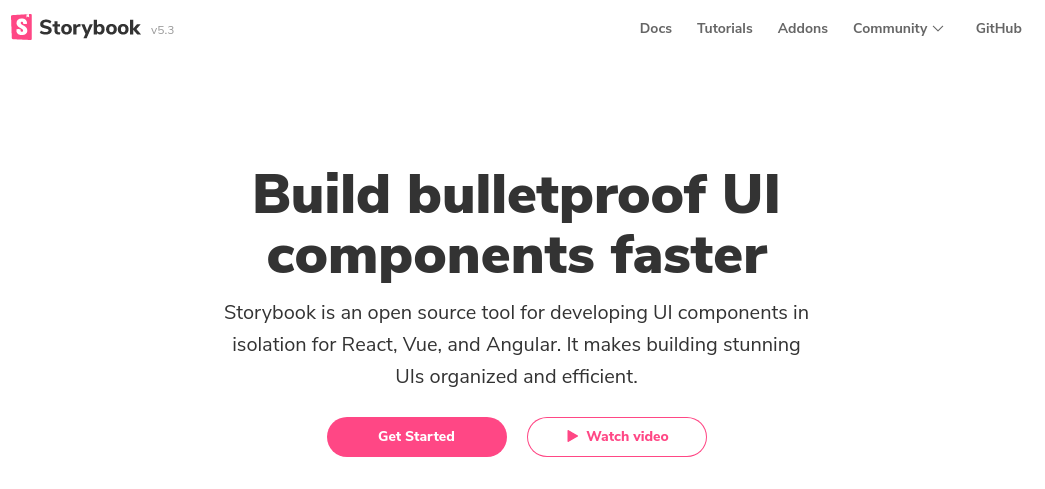 Storybook v5.3 Docs Tutorials Addons Community GitHub
Build bulletproof UI
components faster
Storybook is an open source tool for developing UI components in
isolation for React, Vue, and Angular. It makes building stunning
UIs organized and efficient.
Get Started Watch video